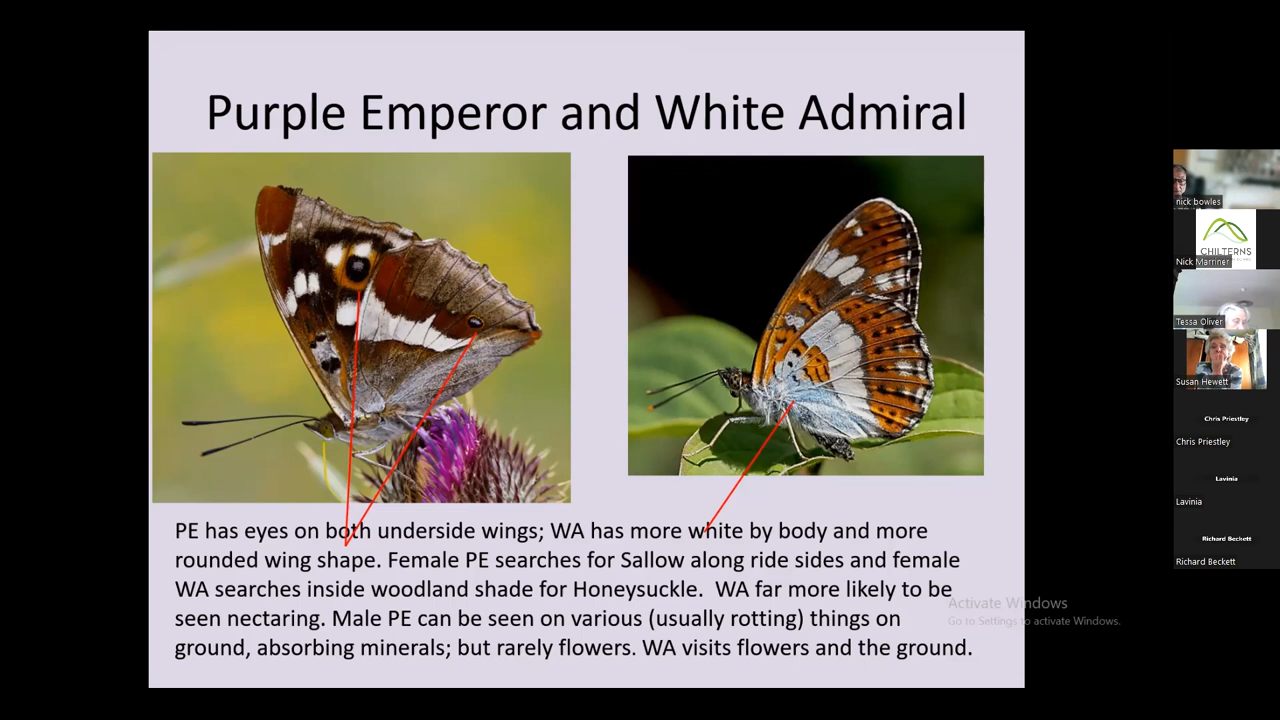 Purple Emperor and White Admiral
PE has eyes on both underside wings; WA has more white by body and more
rounded wing shape. Female PE searches for Sallow along ride sides and female
WA searches inside woodland shade for Honeysuckle.  WA far more likely to be
seen nectaring. Male PE can be seen on various (usually rotting) things on
ground, absorbing minerals; but rarely flowers. WA visits flowers and the ground.
Activate Windows
Go to Settings to activate Windows.
nick bowles
CHILTERNS
Nick Marriner
Tessa Oliver
Susan Hewett
Chris Priestley
Chris Priestley
Lavinia
Lavinia
Richard Beckett
Richard Beckett